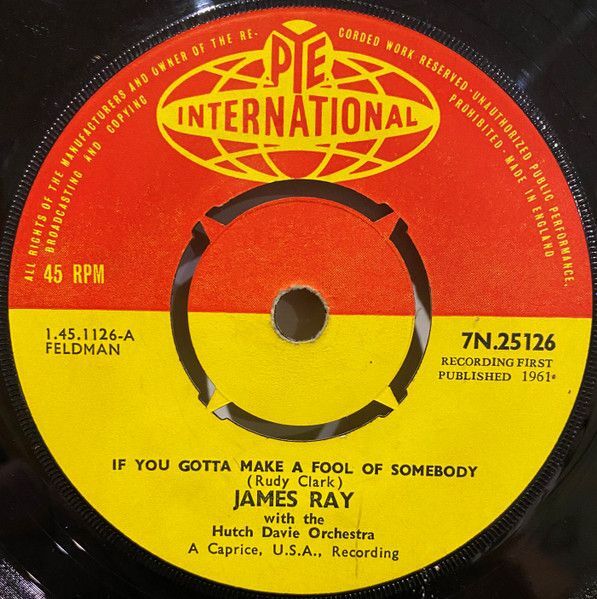 ALL RIGHTS OF THE MANUFACTURERS AND OWNER OF THE RE-CORDED WORK RESERVED·UNAUTHORIZED PUBLIC PERFORMANCE,
BROADCASTING AND COPYING PROHIBITED·MADE IN ENGLAND
PYE
INTERNATIONAL
45 RPM
1.45.1126-A
FELDMAN
7N.25126
RECORDING FIRST
PUBLISHED 1961
IF YOU GOTTA MAKE A FOOL OF SOMEBODY
(Rudy Clark)
JAMES RAY
with the
Hutch Davie Orchestra
A Caprice, U.S.A., Recording